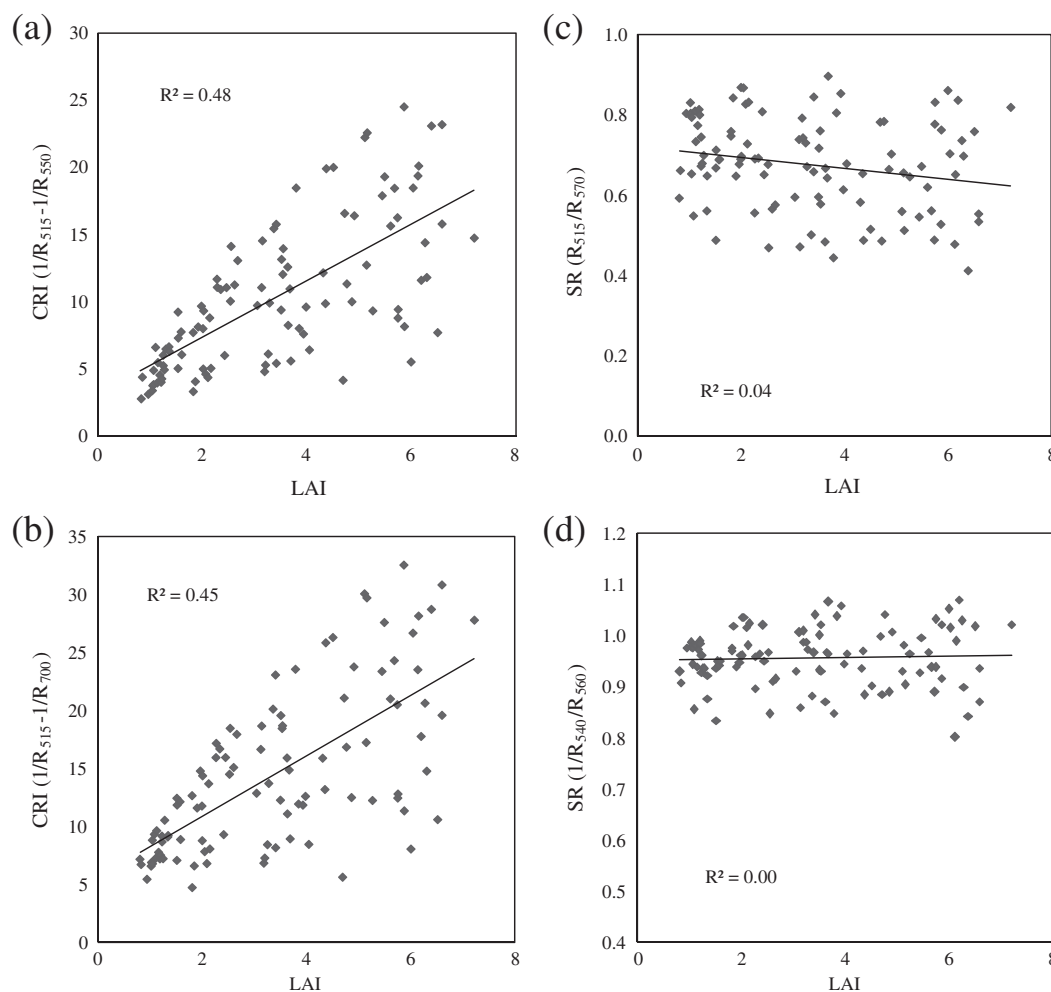 (a)
30
25
20
15
10
5
0
CRI (1/R515-1/R550)
R² = 0.48
0 2 4 6 8
LAI
(c)
1.0
0.8
0.6
0.4
0.2
0.0
SR (R515/R570)
R² = 0.04
0 2 4 6 8
LAI
(b)
35
30
25
20
15
10
5
0
CRI (1/R515-1/R700)
R² = 0.45
0 2 4 6 8
LAI
(d)
1.2
1.1
1.0
0.9
0.8
0.7
0.6
0.5
0.4
SR (1/R540/R560)
R² = 0.00
0 2 4 6 8
LAI